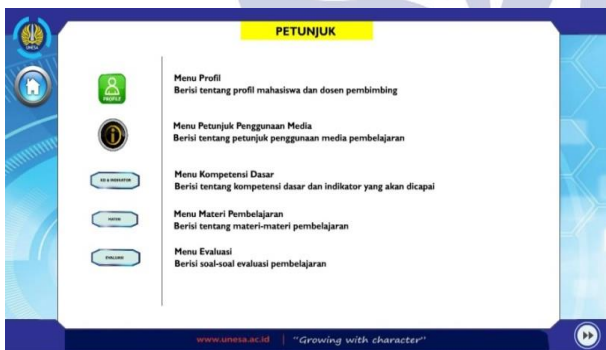 PETUNJUK
UNESA
PROFILE
Menu Profil
Berisi tentang profil mahasiswa dan dosen pembimbing
Menu Petunjuk Penggunaan Media
Berisi tentang petunjuk penggunaan media pembelajaran
KD & INDIKATOR
Menu Kompetensi Dasar
Berisi tentang kompetensi dasar dan indikator yang akan dicapai
MATERI
Menu Materi Pembelajaran
Berisi tentang materi-materi pembelajaran
EVALUASI
Menu Evaluasi
Berisi soal-soal evaluasi pembelajaran
www.unesa.ac.id | "Growing with character"